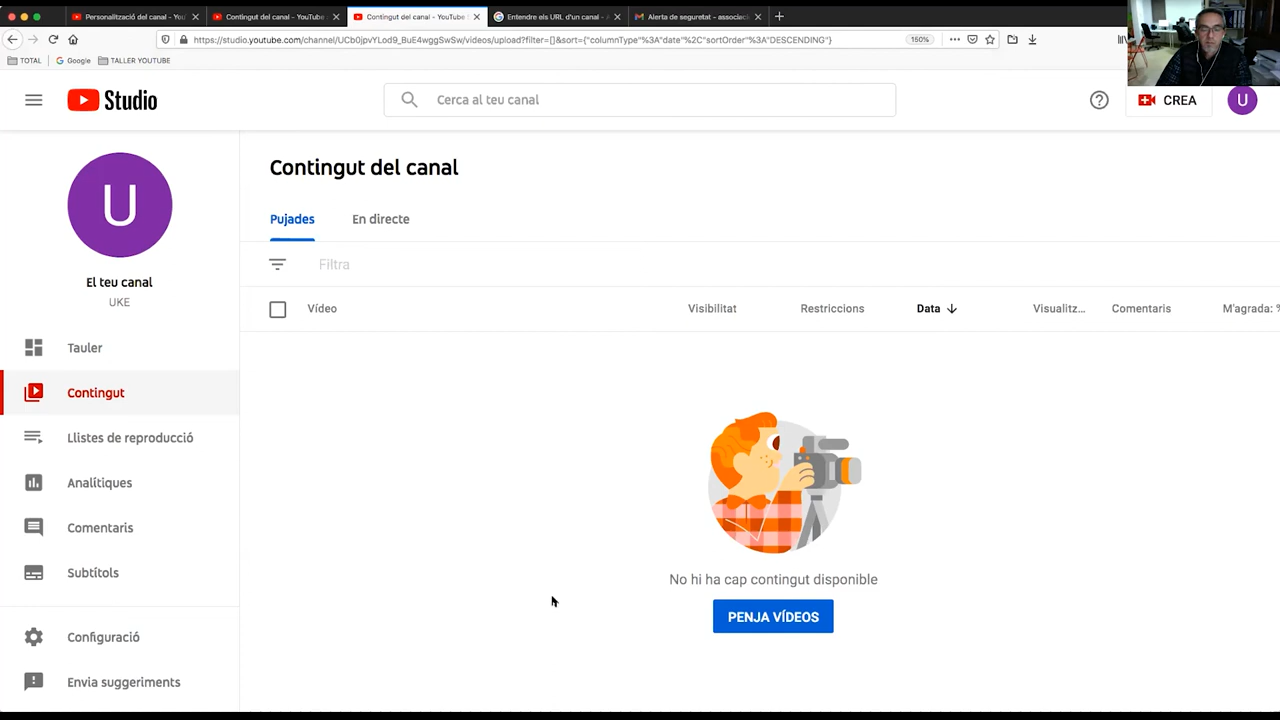 Personalització del canal - You
Contingut del canal - YouTube
Contingut del canal - YouTube
Entendre els URL d'un canal - A
Alerta de seguretat - associaci
https://studio.youtube.com/channel/UCb0jpvYLod9_BuE4wggSwSw/videos/upload?filter=[]&sort={"columnType"%3A"date"%2C"sortOrder"%3A"DESCENDING"}
150%
TOTAL
Google
TALLER YOUTUBE
Studio
Cerca al teu canal
CREA
U
U
El teu canal
UKE
Tauler
Contingut
Llistes de reproducció
Analítiques
Comentaris
Subtítols
Configuració
Envia suggeriments
Contingut del canal
Pujades En directe
Filtra
Vídeo Visibilitat Restriccions Data Visualitz... Comentaris M'agrada: %
No hi ha cap contingut disponible
PENJA VÍDEOS